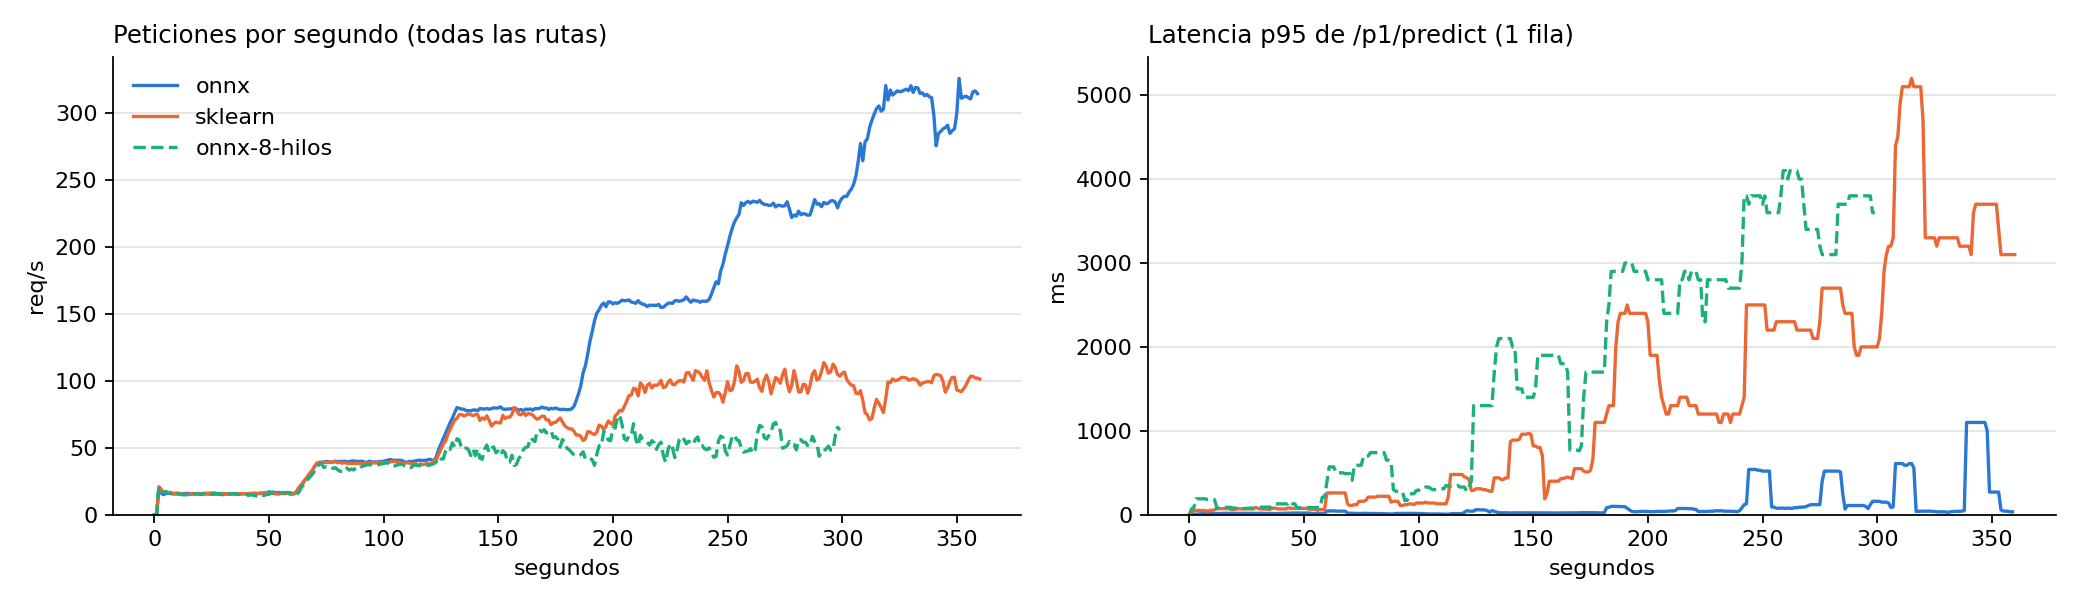 Peticiones por segundo (todas las rutas)
onnx
sklearn
onnx-8-hilos
300
250
200
150
100
50
0
req/s
0 50 100 150 200 250 300 350
segundos
Latencia p95 de /p1/predict (1 fila)
5000
4000
3000
2000
1000
0
ms
0 50 100 150 200 250 300 350
segundos